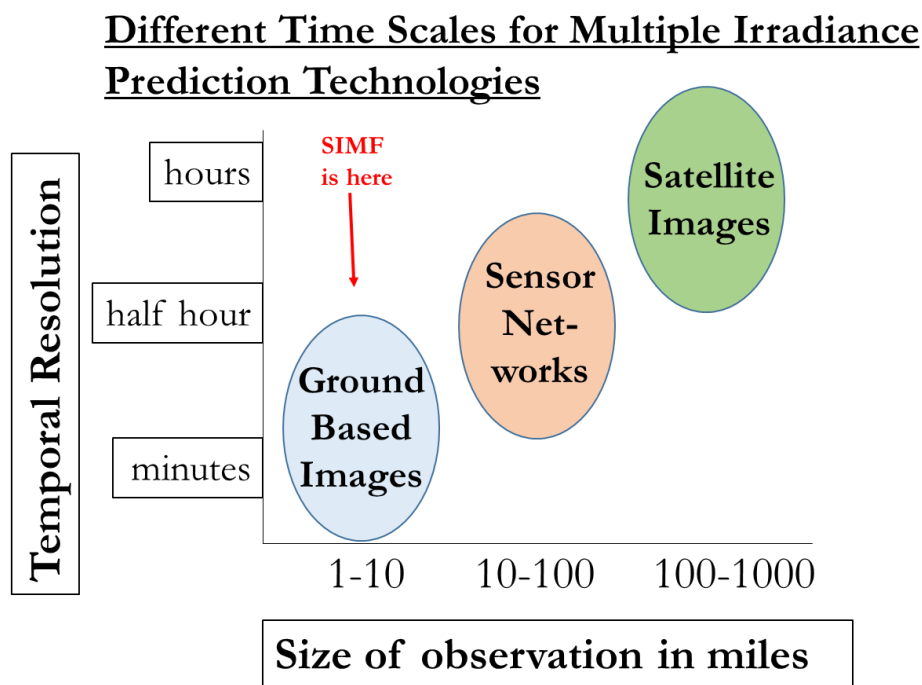 Different Time Scales for Multiple Irradiance
Prediction Technologies
Temporal Resolution
hours
half hour
minutes
SIMF
is here
Ground
Based
Images
Sensor
Net-
works
Satellite
Images
1-10
10-100
100-1000
Size of observation in miles